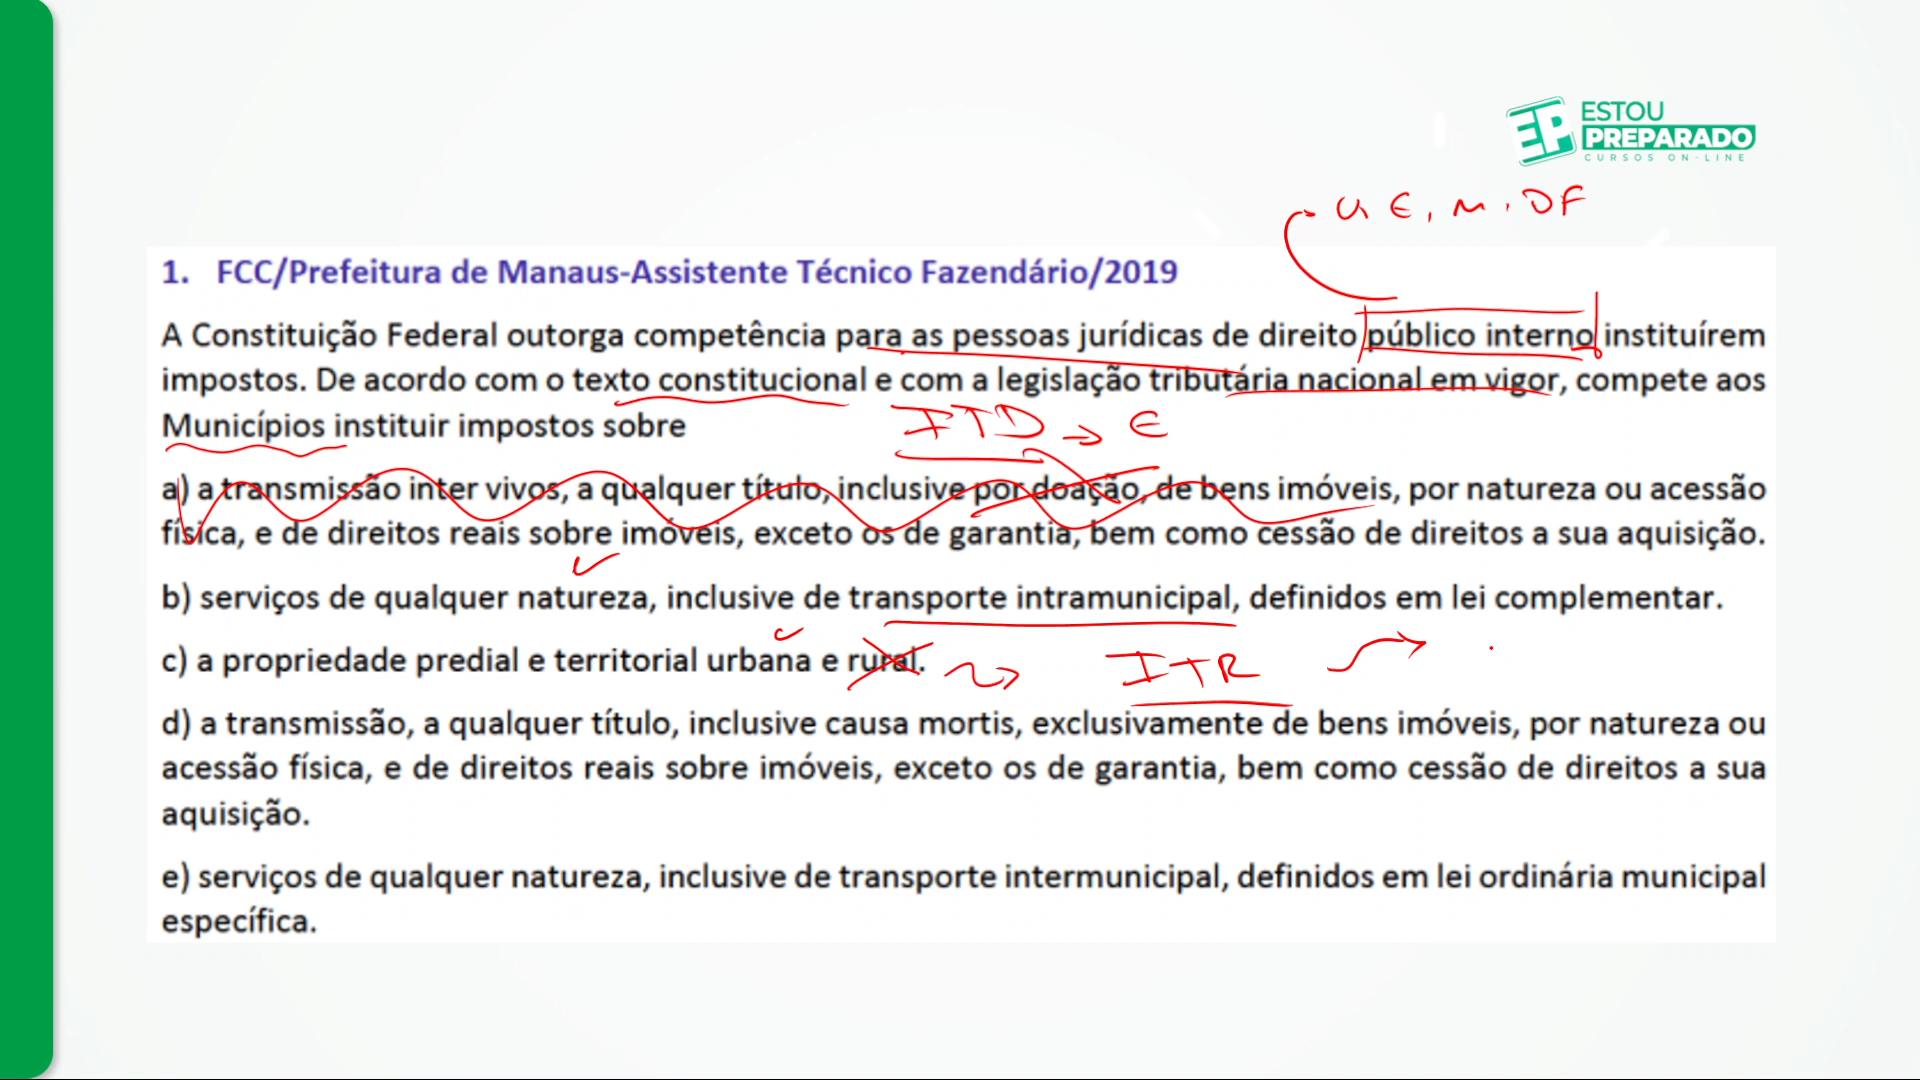 ESTOU
PREPARADO
CURSOS ON-LINE
U, E, M, DF
1. FCC/Prefeitura de Manaus-Assistente Técnico Fazendário/2019
A Constituição Federal outorga competência para as pessoas jurídicas de direito público interno instituírem
impostos. De acordo com o texto constitucional e com a legislação tributária nacional em vigor, compete aos
Municípios instituir impostos sobre
ITD → E
a) a transmissão inter vivos, a qualquer título, inclusive por doação, de bens imóveis, por natureza ou acessão
física, e de direitos reais sobre imóveis, exceto os de garantia, bem como cessão de direitos a sua aquisição.
b) serviços de qualquer natureza, inclusive de transporte intramunicipal, definidos em lei complementar.
c) a propriedade predial e territorial urbana e rural.
ITR
d) a transmissão, a qualquer título, inclusive causa mortis, exclusivamente de bens imóveis, por natureza ou
acessão física, e de direitos reais sobre imóveis, exceto os de garantia, bem como cessão de direitos a sua
aquisição.
e) serviços de qualquer natureza, inclusive de transporte intermunicipal, definidos em lei ordinária municipal
específica.